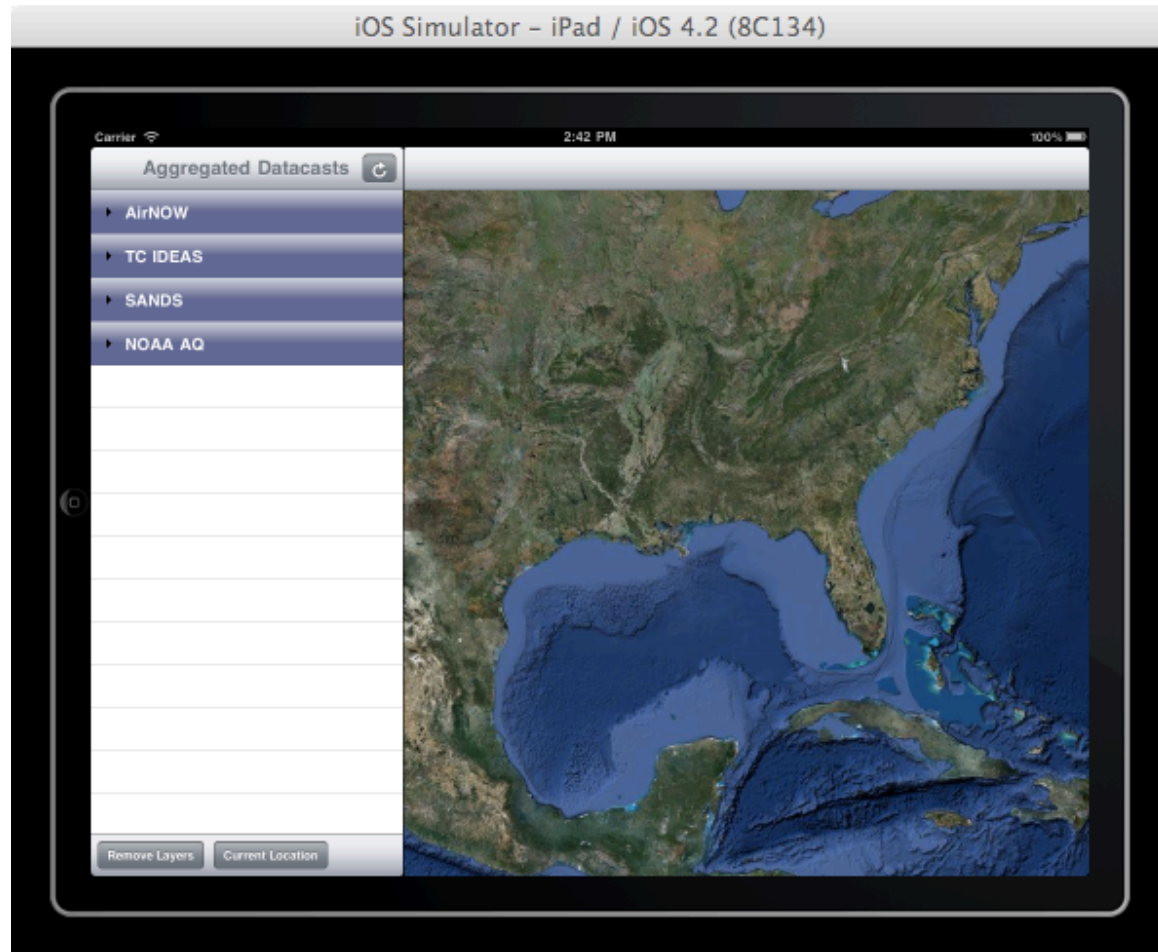 iOS Simulator – iPad / iOS 4.2 (8C134)
Carrier 2:42 PM 100%
Aggregated Datacasts
AirNOW
TC IDEAS
SANDS
NOAA AQ
Remove Layers Current Location